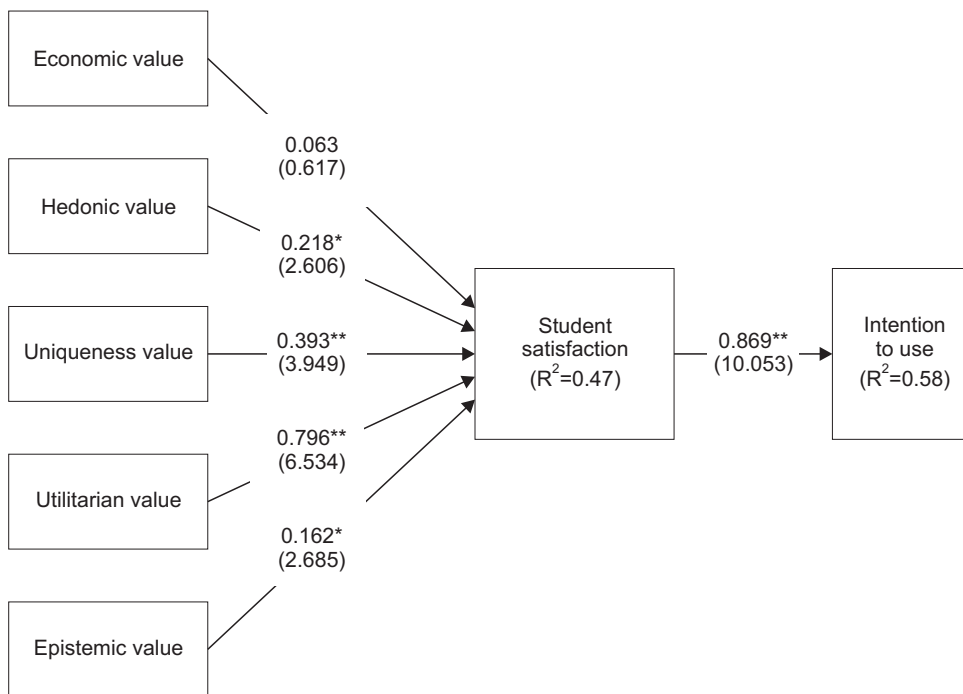 Economic value
0.063
(0.617)
Hedonic value
0.218*
(2.606)
Uniqueness value
0.393**
(3.949)
Utilitarian value
0.796**
(6.534)
Epistemic value
0.162*
(2.685)
Student
satisfaction
(R²=0.47)
0.869**
(10.053)
Intention
to use
(R²=0.58)